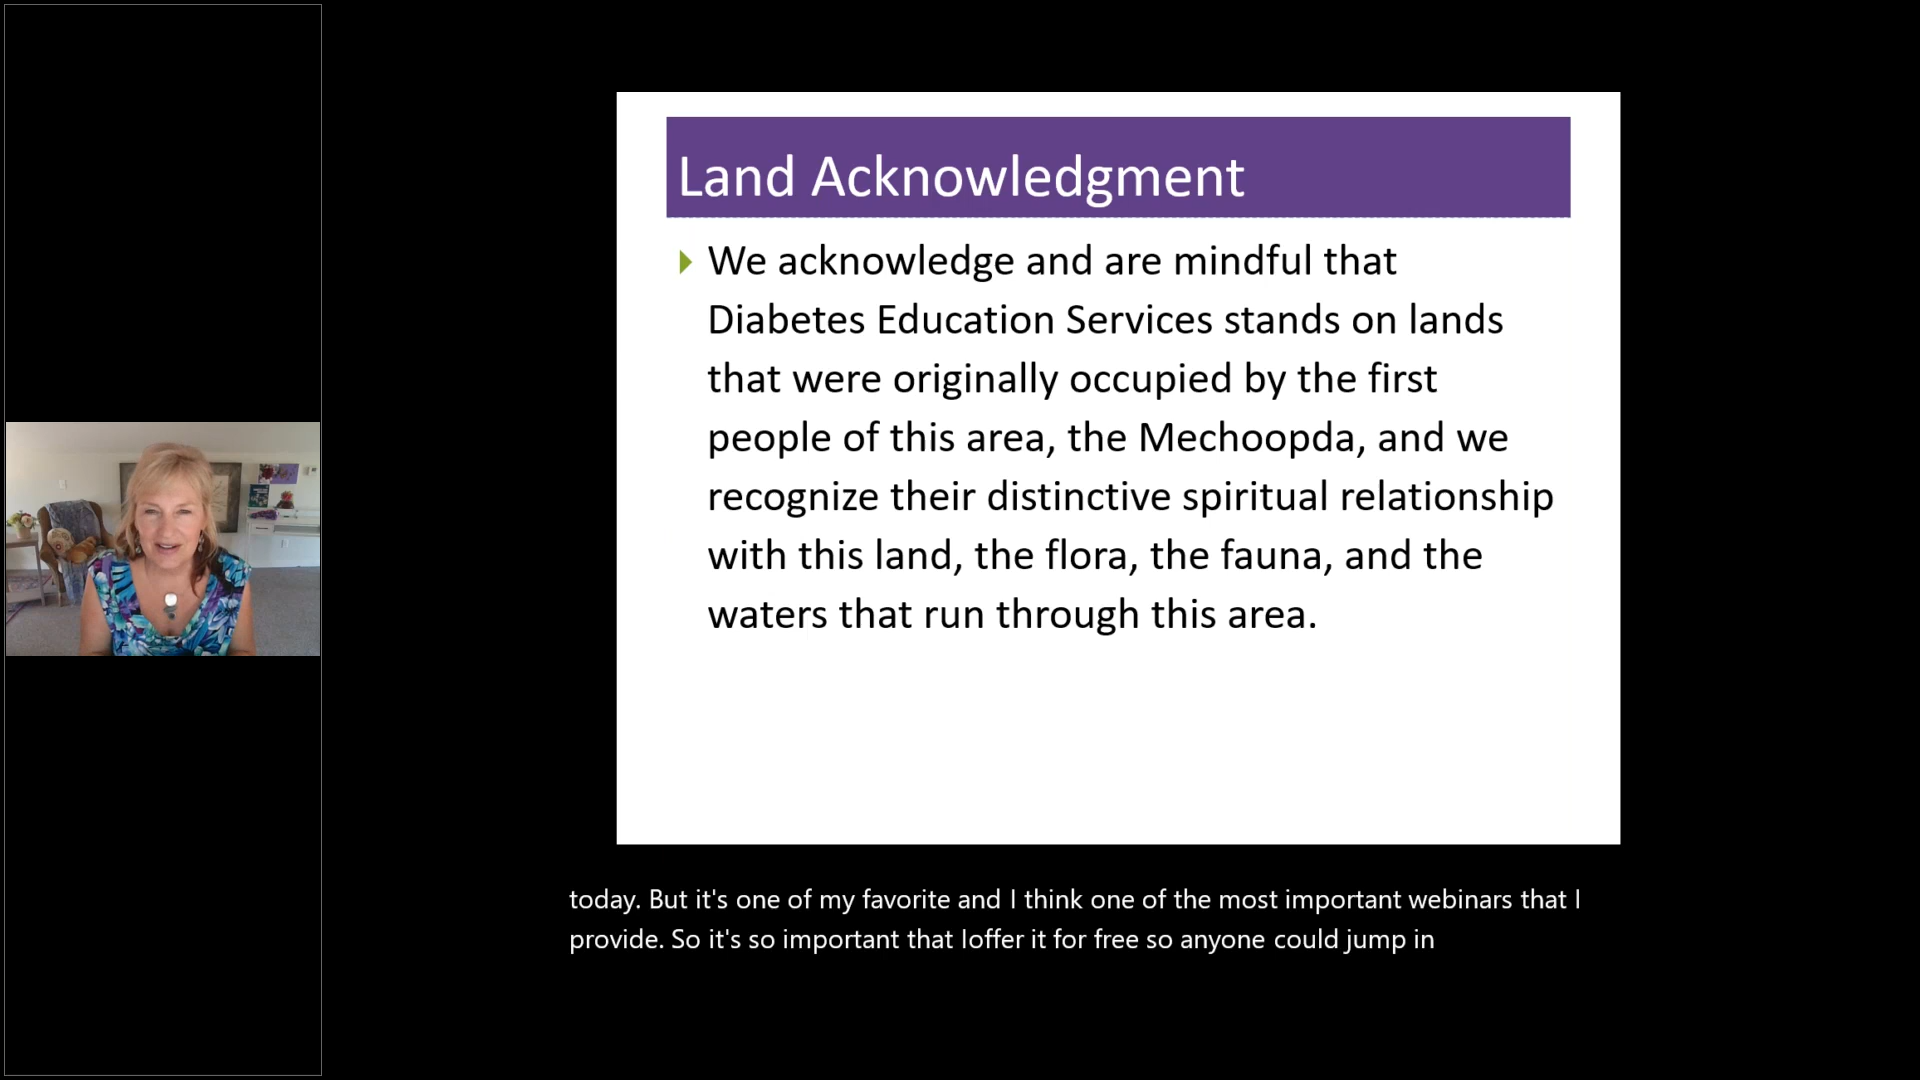 Land Acknowledgment
We acknowledge and are mindful that
Diabetes Education Services stands on lands
that were originally occupied by the first
people of this area, the Mechoopda, and we
recognize their distinctive spiritual relationship
with this land, the flora, the fauna, and the
waters that run through this area.
today. But it's one of my favorite and I think one of the most important webinars that I
provide. So it's so important that Ioffer it for free so anyone could jump in